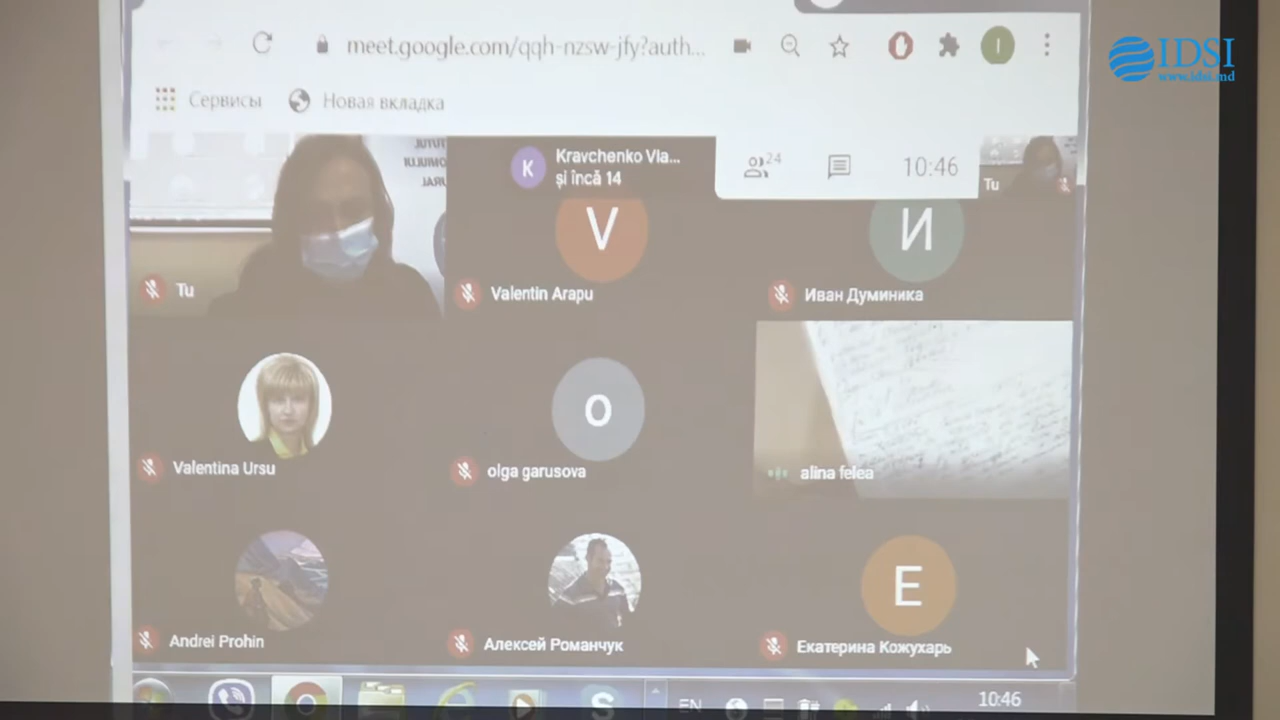 meet.google.com/qqh-nzsw-jfy?auth...
I
IDSI
www.idsi.md
Сервисы
Новая вкладка
K
Kravchenko Vla...
și încă 14
24
10:46
Tu
Tu
V
Valentin Arapu
И
Иван Думиника
Valentina Ursu
o
olga garusova
alina felea
Andrei Prohin
Алексей Романчук
E
Екатерина Кожухарь
S
EN
10:46